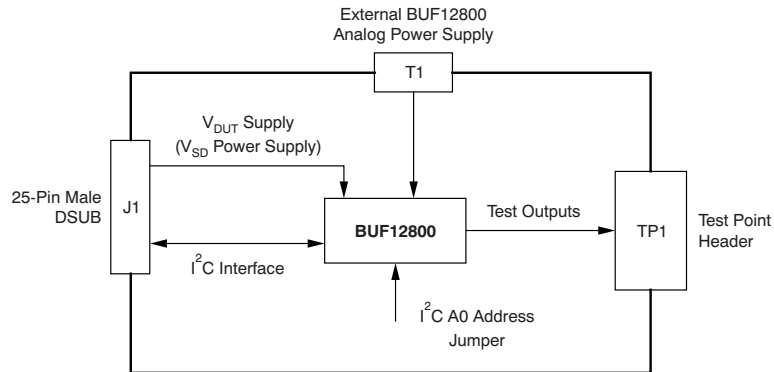 External BUF12800
Analog Power Supply
T1
V_DUT Supply
(V_SD Power Supply)
25-Pin Male
DSUB
J1
BUF12800
Test Outputs
TP1
Test Point
Header
I²C Interface
I²C A0 Address
Jumper